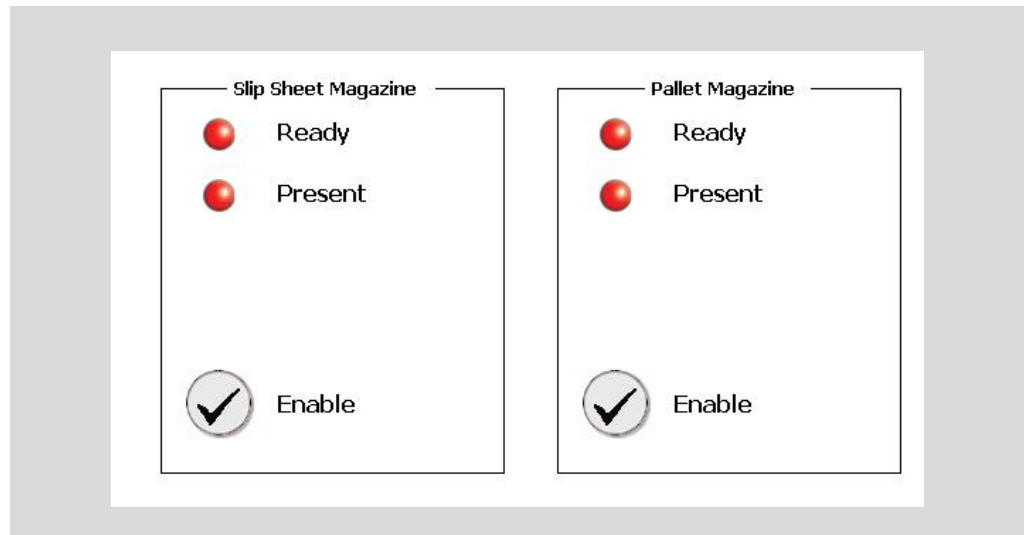 Slip Sheet Magazine
Ready
Present
Enable
Pallet Magazine
Ready
Present
Enable